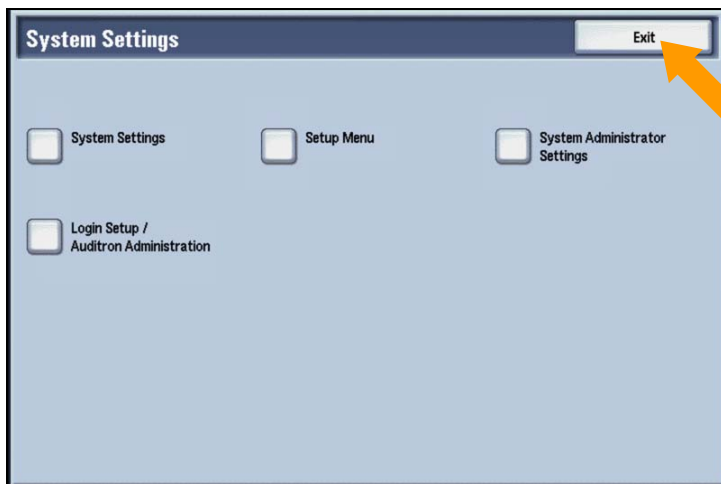 System Settings
Exit
System Settings
Setup Menu
System Administrator
Settings
Login Setup /
Auditron Administration